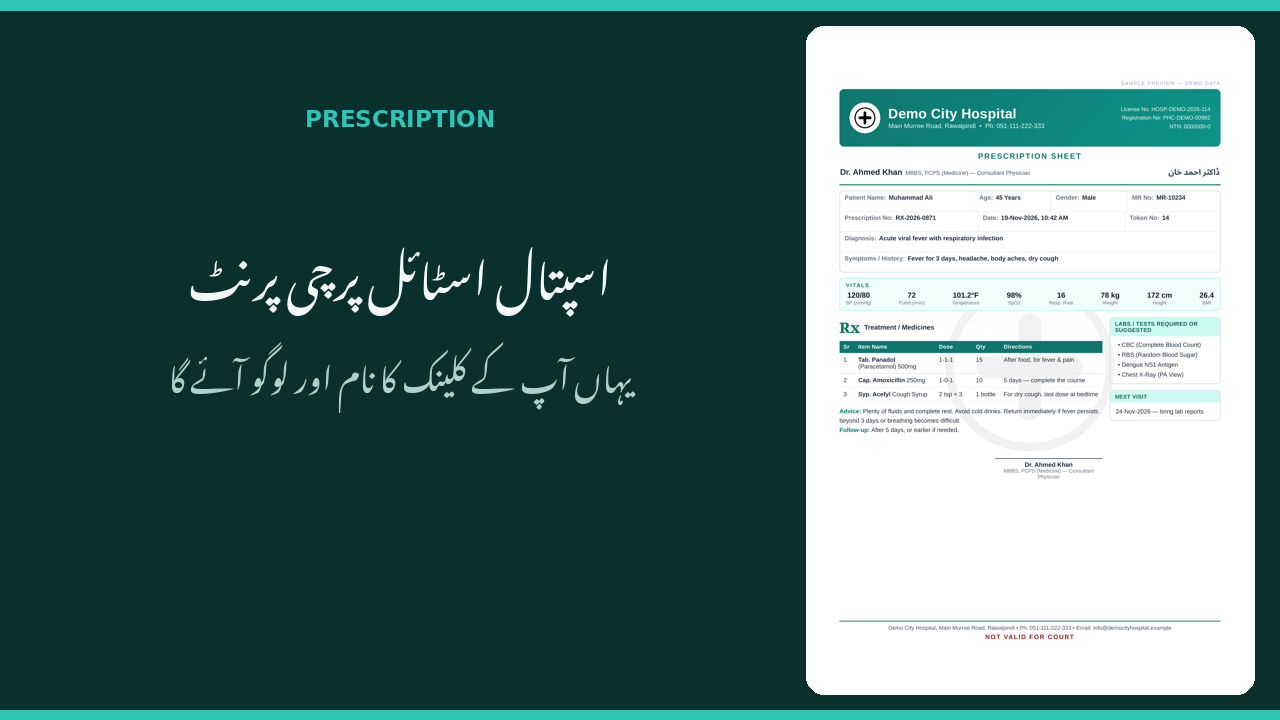 PRESCRIPTION
اسپتال اسٹائل پرچی پرنٹ
یہاں آپ کے کلینک کا نام اور لوگو آئے گا
SAMPLE PREVIEW — DEMO DATA
Demo City Hospital
Main Murree Road, Rawalpindi • Ph: 051-111-222-333
License No: HOSP-DEMO-2026-114
Registration No: PHC-DEMO-00982
NTN: 0000000-0
PRESCRIPTION SHEET
Dr. Ahmed Khan MBBS, FCPS (Medicine) — Consultant Physician
ڈاکٹر احمد خان
Patient Name: Muhammad Ali Age: 45 Years Gender: Male MR No: MR-10234
Prescription No: RX-2026-0871 Date: 19-Nov-2026, 10:42 AM Token No: 14
Diagnosis: Acute viral fever with respiratory infection
Symptoms / History: Fever for 3 days, headache, body aches, dry cough
VITALS
120/80 72 101.2°F 98% 16 78 kg 172 cm 26.4
BP (mmHg) Pulse (/min) Temperature SpO2 Resp. Rate Weight Height BMI
Rx Treatment / Medicines
Sr Item Name Dose Qty Directions
1 Tab. Panadol 1-1-1 15 After food, for fever & pain
(Paracetamol) 500mg
2 Cap. Amoxicillin 250mg 1-0-1 10 5 days — complete the course
3 Syp. Acefyl Cough Syrup 2 tsp × 3 1 bottle For dry cough, last dose at bedtime
Advice: Plenty of fluids and complete rest. Avoid cold drinks. Return immediately if fever persists
beyond 3 days or breathing becomes difficult.
Follow-up: After 5 days, or earlier if needed.
LABS / TESTS REQUIRED OR
SUGGESTED
• CBC (Complete Blood Count)
• RBS (Random Blood Sugar)
• Dengue NS1 Antigen
• Chest X-Ray (PA View)
NEXT VISIT
24-Nov-2026 — bring lab reports
Dr. Ahmed Khan
MBBS, FCPS (Medicine) — Consultant
Physician
Demo City Hospital, Main Murree Road, Rawalpindi • Ph: 051-111-222-333 • Email: info@democityhospital.example
NOT VALID FOR COURT